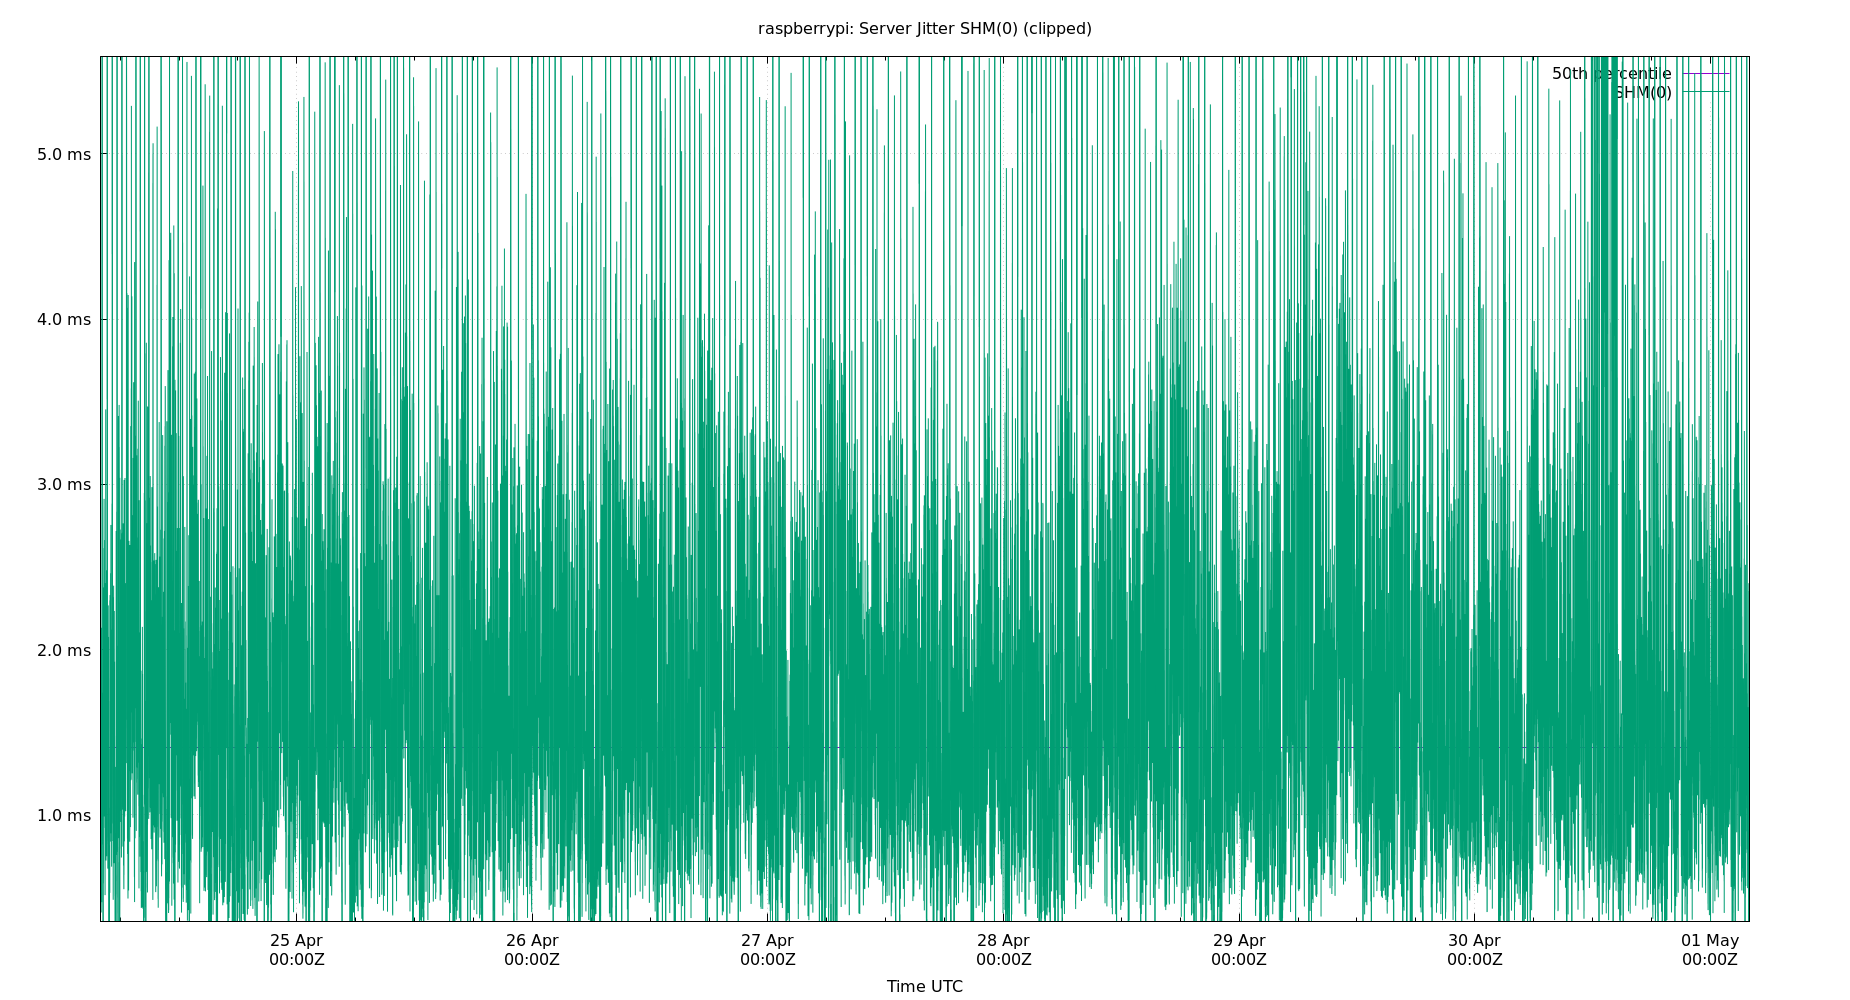 raspberrypi: Server Jitter SHM(0) (clipped)
50th percentile
SHM(0)
5.0 ms
4.0 ms
3.0 ms
2.0 ms
1.0 ms
25 Apr
00:00Z
26 Apr
00:00Z
27 Apr
00:00Z
28 Apr
00:00Z
29 Apr
00:00Z
30 Apr
00:00Z
01 May
00:00Z
Time UTC